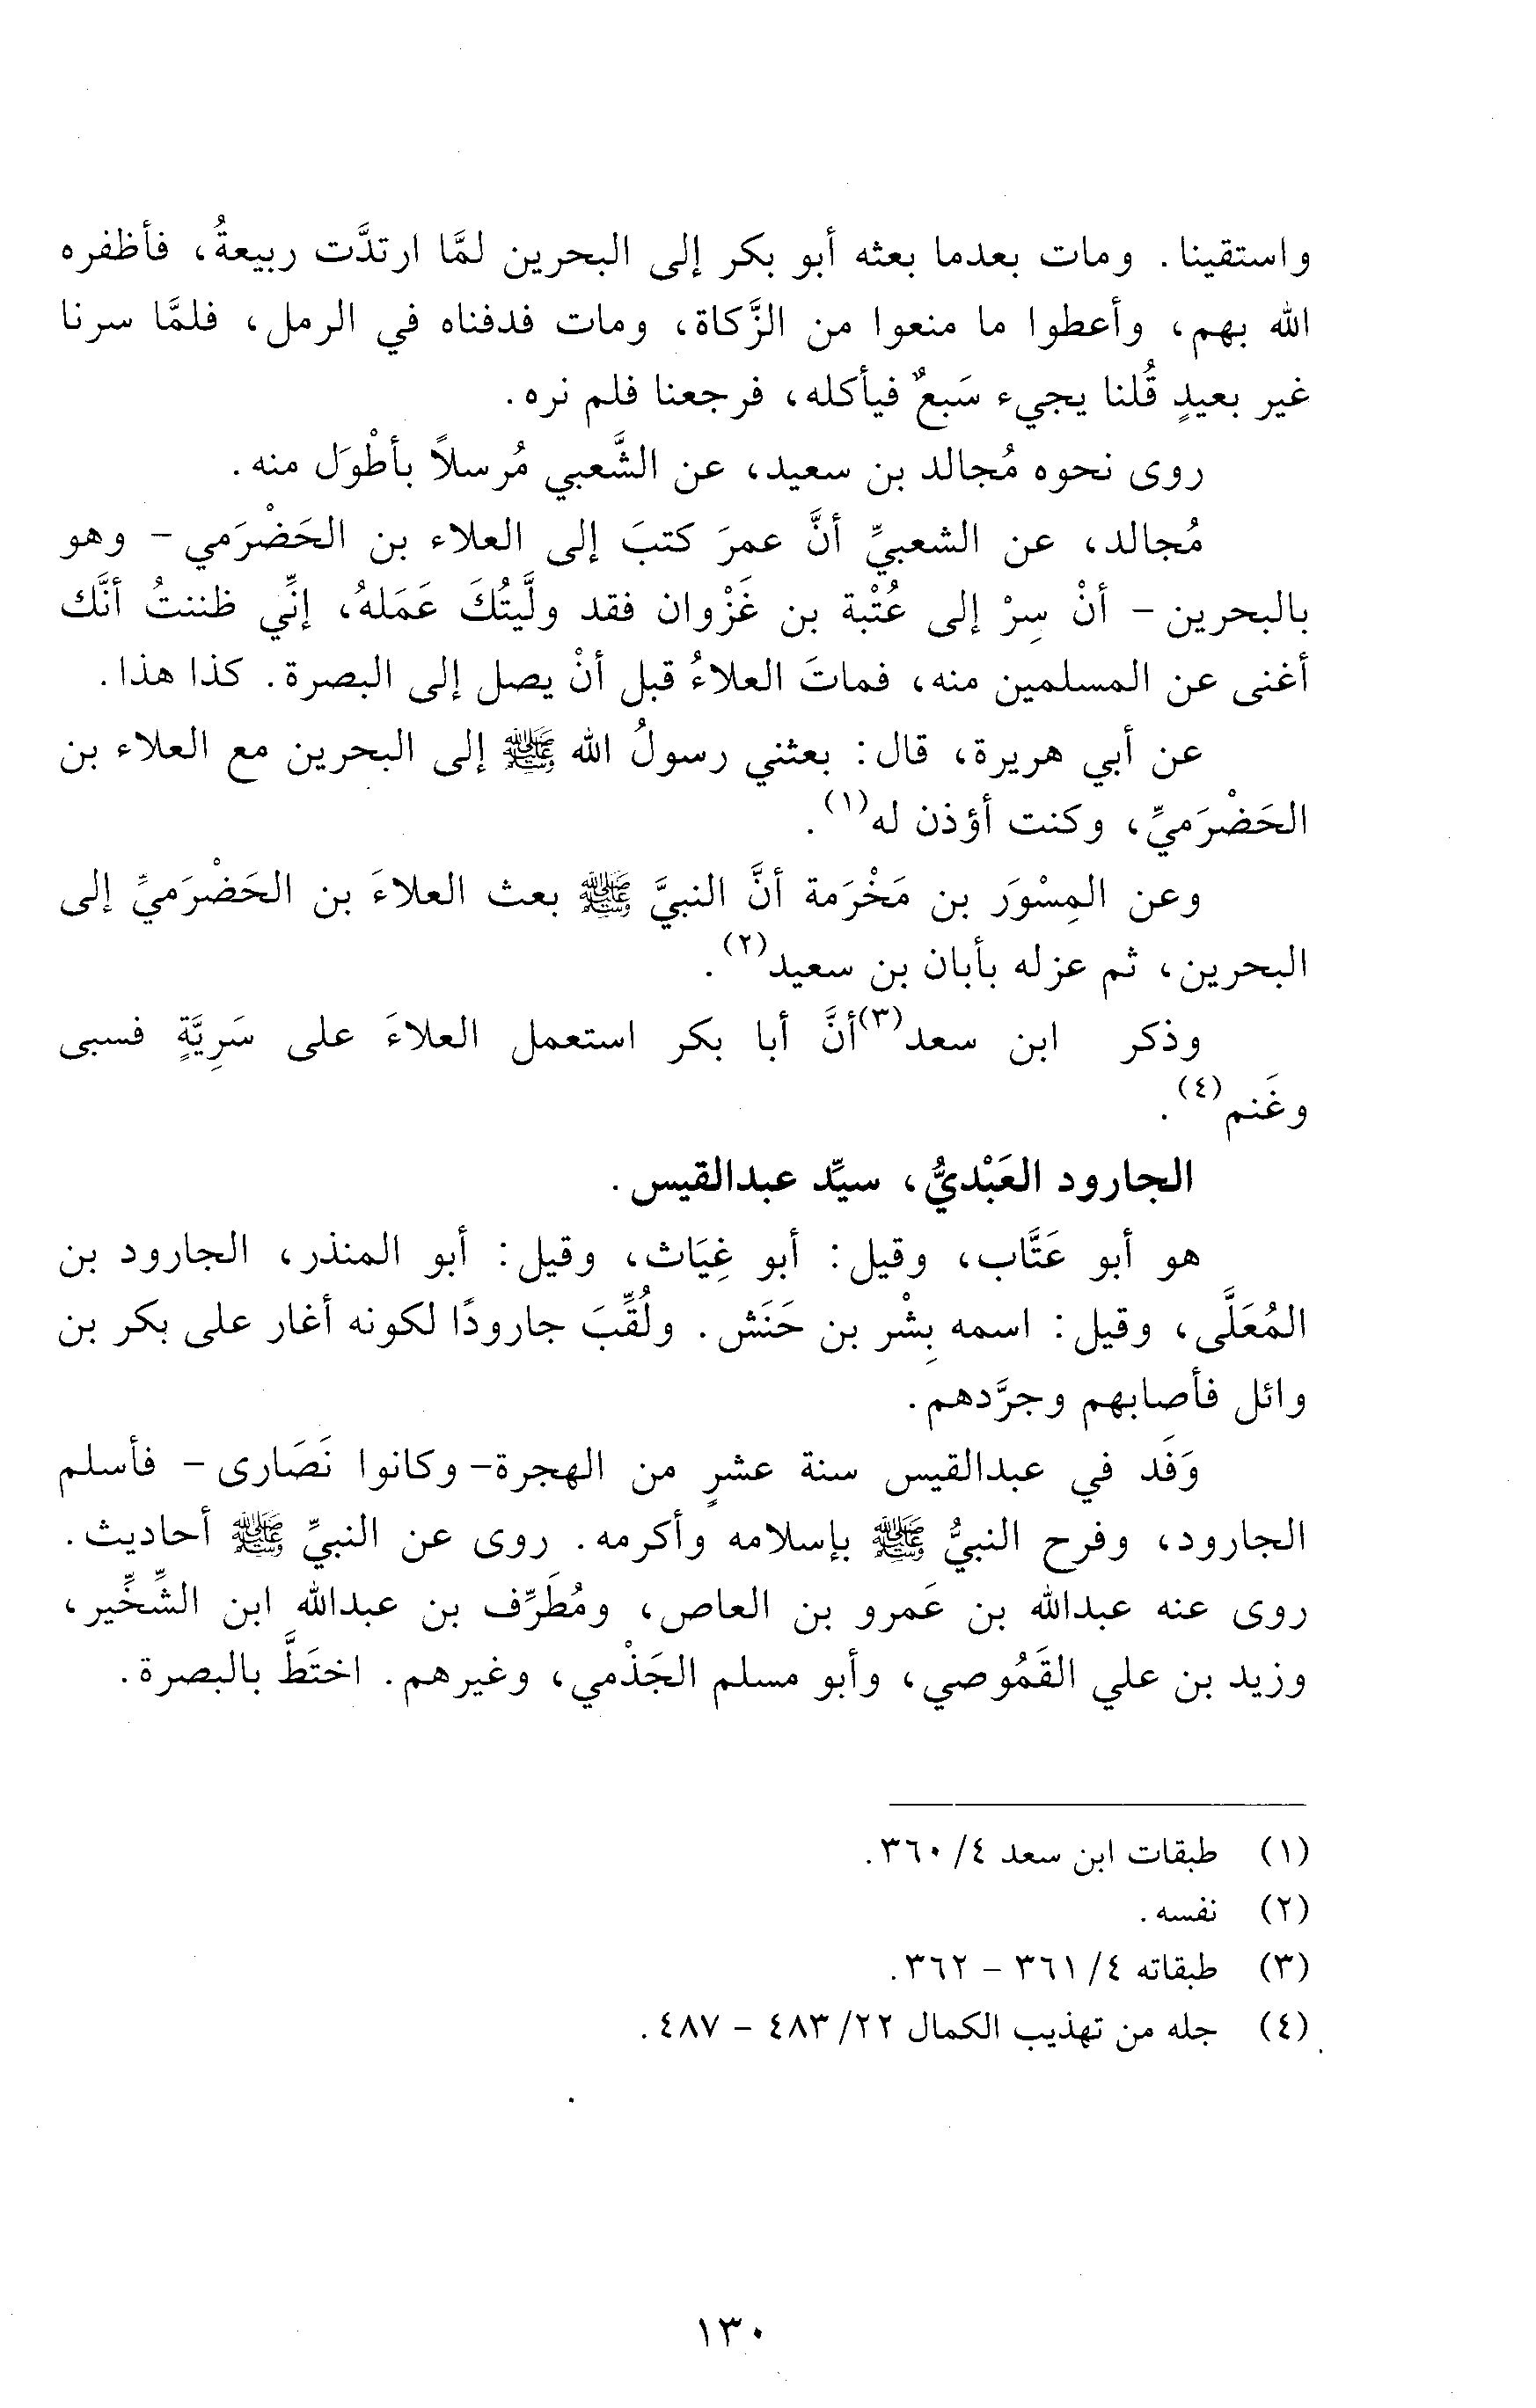 واستقينا. ومات بعدما بعثه أبو بكر إلى البحرين لمَّا ارتدَّت ربيعةُ، فأظفره
الله بهم، وأعطوا ما منعوا من الزَّكاة، ومات فدفناه في الرمل، فلمَّا سرنا
غير بعيدٍ قُلنا يجيء سَبعٌ فيأكله، فرجعنا فلم نره.
روى نحوه مُجالد بن سعيد، عن الشَّعبي مُرسلاً بأطْوَل منه.
مُجالد، عن الشعبيِّ أنَّ عمرَ كتبَ إلى العلاء بن الحَضْرَمي - وهو
بالبحرين - أنْ سِرْ إلى عُتْبة بن غَزْوان فقد ولَّيتُكَ عَمَلهُ، إنِّي ظننتُ أنَّك
أغنى عن المسلمين منه، فماتَ العلاءُ قبل أنْ يصل إلى البصرة. كذا هذا.
عن أبي هريرة، قال: بعثني رسولُ الله ﷺ إلى البحرين مع العلاء بن
الحَضْرَميِّ، وكنت أؤذن له(١).
وعن المِسْوَر بن مَخْرَمة أنَّ النبيَّ ﷺ بعث العلاءَ بن الحَضْرَميِّ إلى
البحرين، ثم عزله بأبان بن سعيد(٢).
وذكر ابن سعد(٣)أنَّ أبا بكر استعمل العلاءَ على سَرِيَّةٍ فسبى
وغَنم(٤).
الجارود العَبْديُّ، سيِّد عبدالقيس.
هو أبو عَتَّاب، وقيل: أبو غِيَاث، وقيل: أبو المنذر، الجارود بن
المُعَلَّى، وقيل: اسمه بِشْر بن حَنَش. ولُقِّبَ جارودًا لكونه أغار على بكر بن
وائل فأصابهم وجرَّدهم.
وَفَد في عبدالقيس سنة عشرٍ من الهجرة- وكانوا نَصَارى - فأسلم
الجارود، وفرح النبيُّ ﷺ بإسلامه وأكرمه. روى عن النبيِّ ﷺ أحاديث.
روى عنه عبدالله بن عَمرو بن العاص، ومُطَرِّف بن عبدالله ابن الشِّخِّير،
وزيد بن علي القَمُوصي، وأبو مسلم الجَذْمي، وغيرهم. اختَطَّ بالبصرة.
(١) طبقات ابن سعد ٤/ ٣٦٠.
(٢) نفسه.
(٣) طبقاته ٤/ ٣٦١ - ٣٦٢.
(٤) جله من تهذيب الكمال ٢٢/ ٤٨٣ - ٤٨٧.
١٣٠